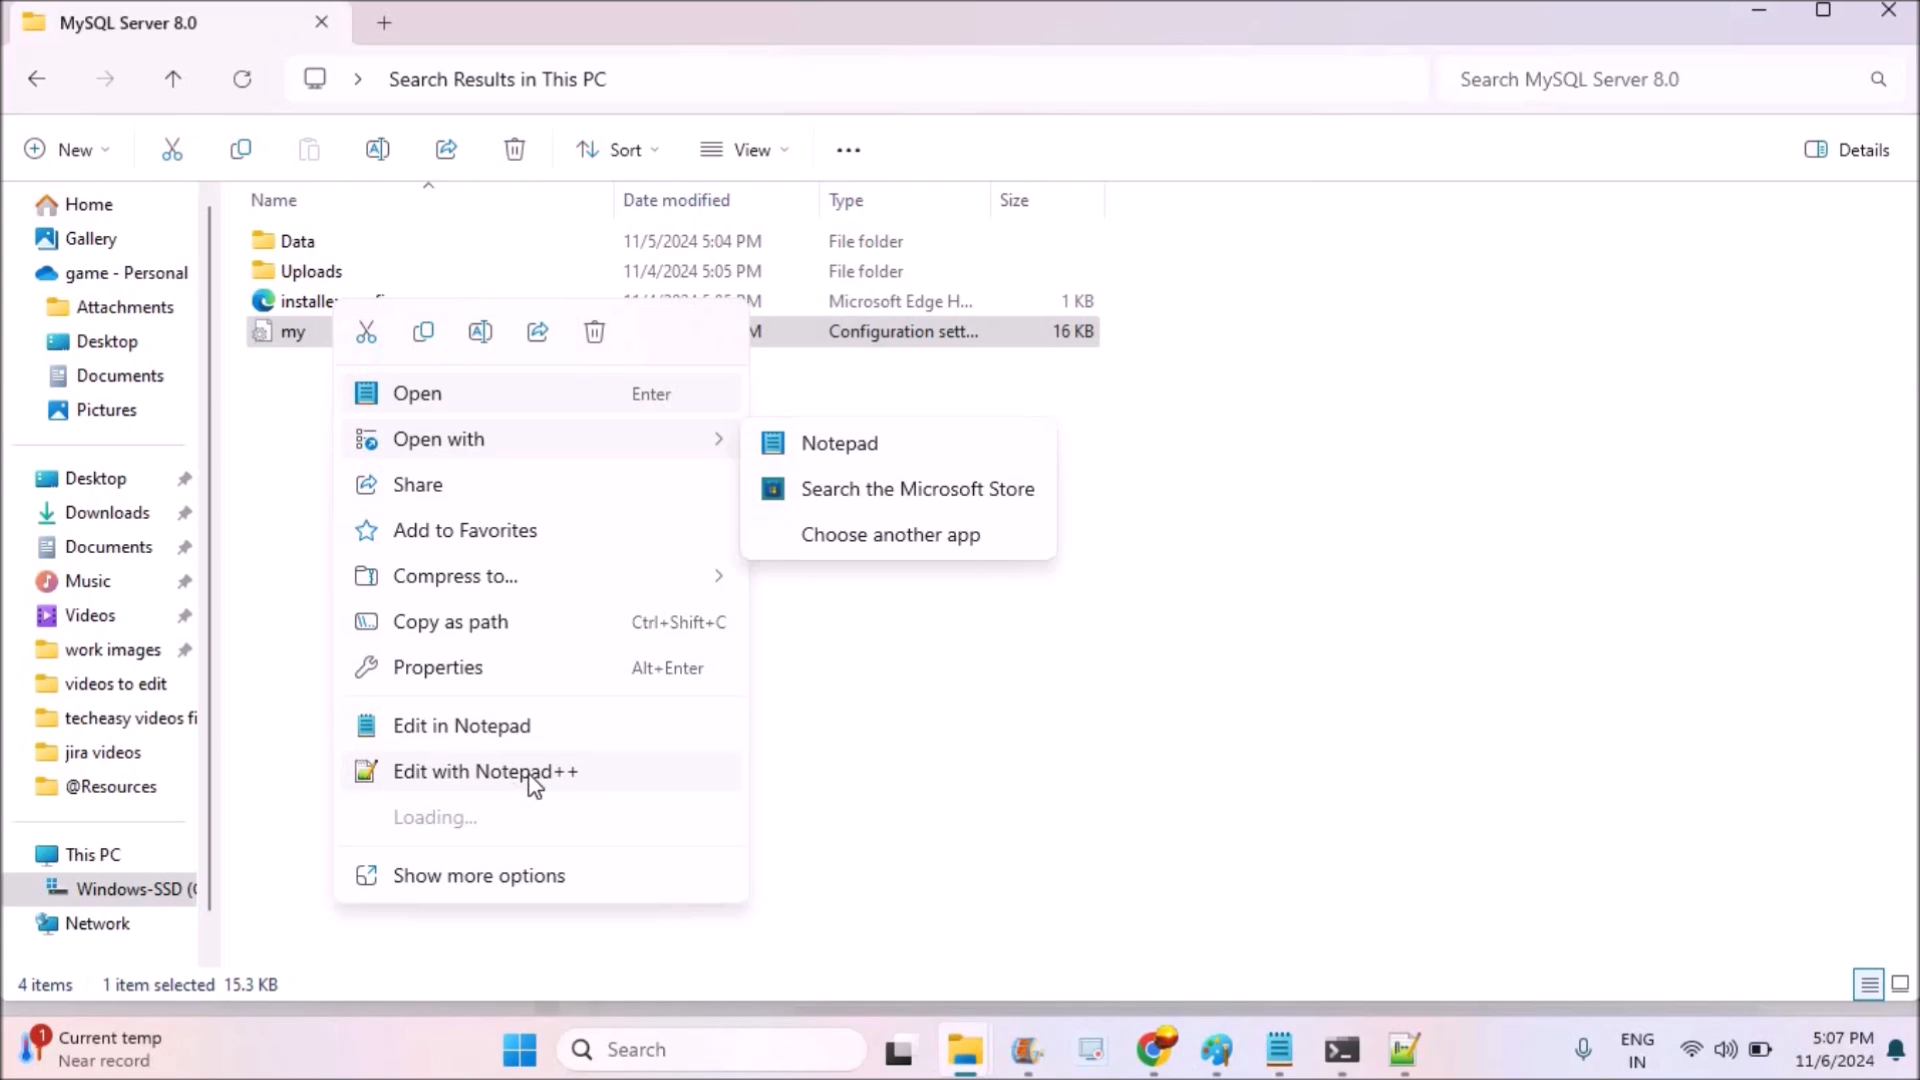 MySQL Server 8.0
Search Results in This PC
Search MySQL Server 8.0
New
Sort
View
Details
Name
Date modified
Type
Size
Data
11/5/2024 5:04 PM
File folder
Uploads
11/4/2024 5:05 PM
File folder
Microsoft Edge H...
1 KB
my
Configuration sett...
16 KB
Home
Gallery
game - Personal
Attachments
Desktop
Documents
Pictures
Desktop
Downloads
Documents
Music
Videos
work images
videos to edit
techeasy videos fi
jira videos
@Resources
This PC
Windows-SSD (
Network
Open Enter
Open with
Share
Add to Favorites
Compress to...
Copy as path Ctrl+Shift+C
Properties Alt+Enter
Edit in Notepad
Edit with Notepad++
Loading...
Show more options
Notepad
Search the Microsoft Store
Choose another app
4 items 1 item selected 15.3 KB
1
Current temp
Near record
Search
ENG
IN
5:07 PM
11/6/2024